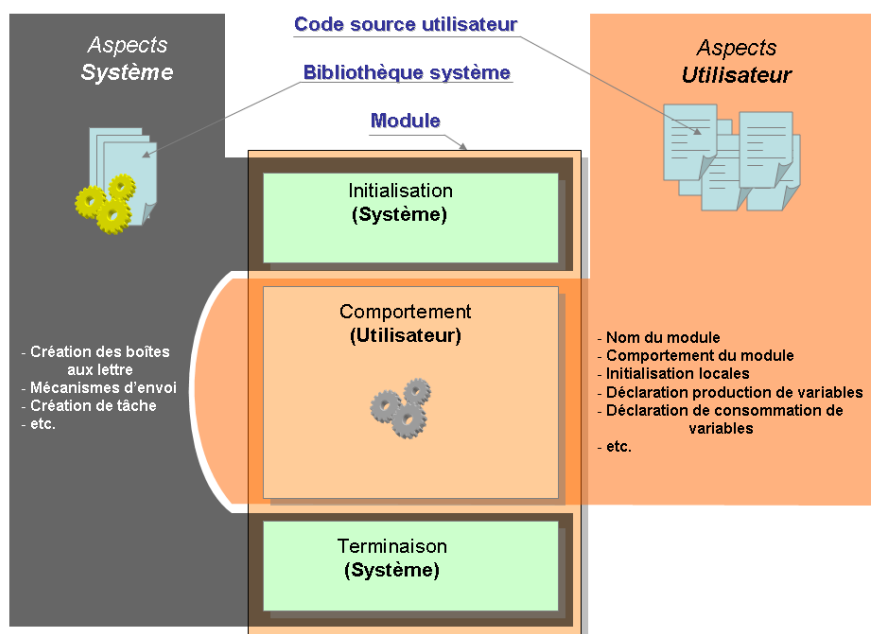 Code source utilisateur
Aspects
Système
Aspects
Utilisateur
Bibliothèque système
Module
Initialisation
(Système)
Comportement
(Utilisateur)
- Création des boîtes
aux lettre
- Mécanismes d'envoi
- Création de tâche
- etc.
- Nom du module
- Comportement du module
- Initialisation locales
- Déclaration production de variables
- Déclaration de consommation de
variables
- etc.
Terminaison
(Système)